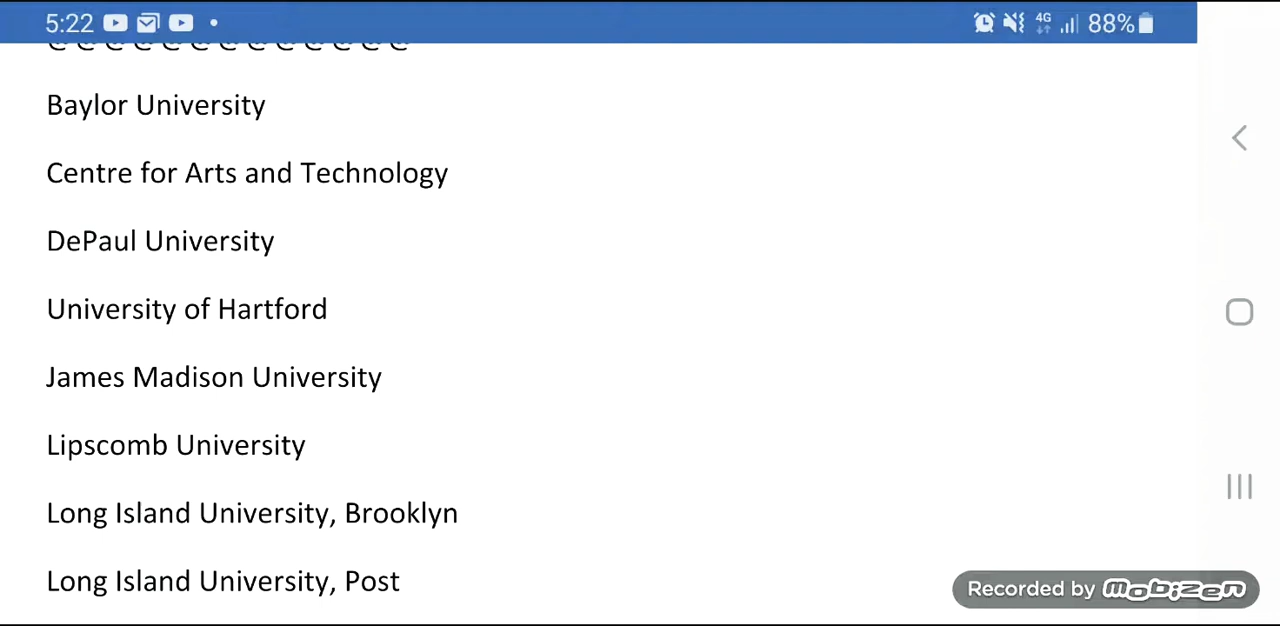 5:22 4G 88%
Baylor University
Centre for Arts and Technology
DePaul University
University of Hartford
James Madison University
Lipscomb University
Long Island University, Brooklyn
Long Island University, Post
Recorded by mobizen